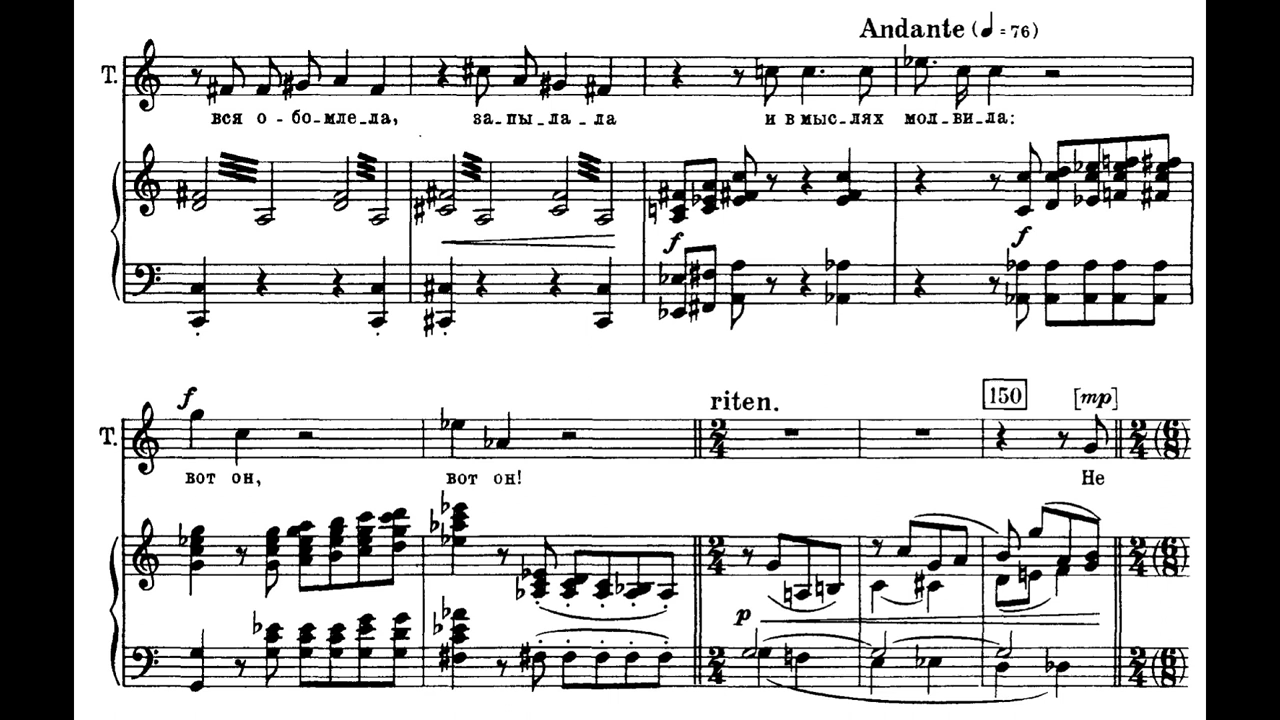 Andante (♩=76)
T.
вся о-бо-мле-ла, за-пы-ла-ла и в мыс-лях мол-ви-ла:
f f
f riten. 150 [mp]
T.
вот он, вот он! Не
p